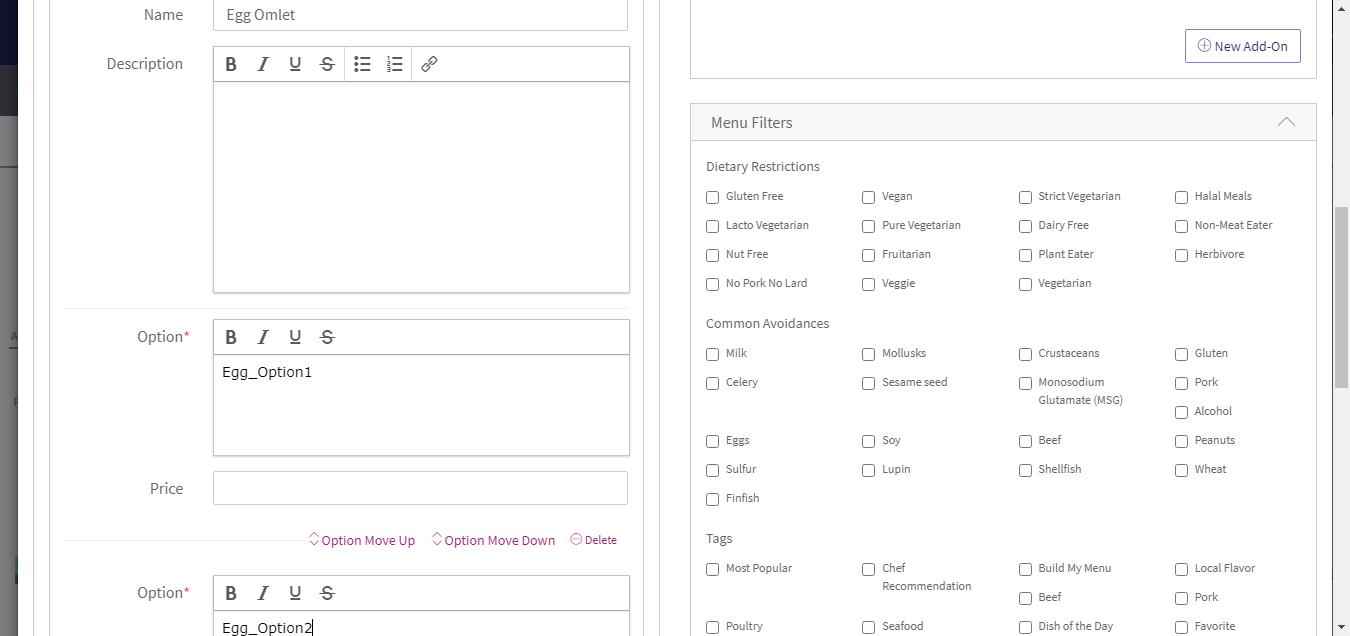 Name
Egg Omlet
Description
B I U S
Option*
B I U S
Egg_Option1
Price
Option Move Up Option Move Down Delete
Option*
B I U S
Egg_Option2
New Add-On
Menu Filters
Dietary Restrictions
Gluten Free Vegan Strict Vegetarian Halal Meals
Lacto Vegetarian Pure Vegetarian Dairy Free Non-Meat Eater
Nut Free Fruitarian Plant Eater Herbivore
No Pork No Lard Veggie Vegetarian
Common Avoidances
Milk Mollusks Crustaceans Gluten
Celery Sesame seed Monosodium Pork
Glutamate (MSG)
Alcohol
Eggs Soy Beef Peanuts
Sulfur Lupin Shellfish Wheat
Finfish
Tags
Most Popular Chef Build My Menu Local Flavor
Recommendation
Beef Pork
Poultry Seafood Dish of the Day Favorite